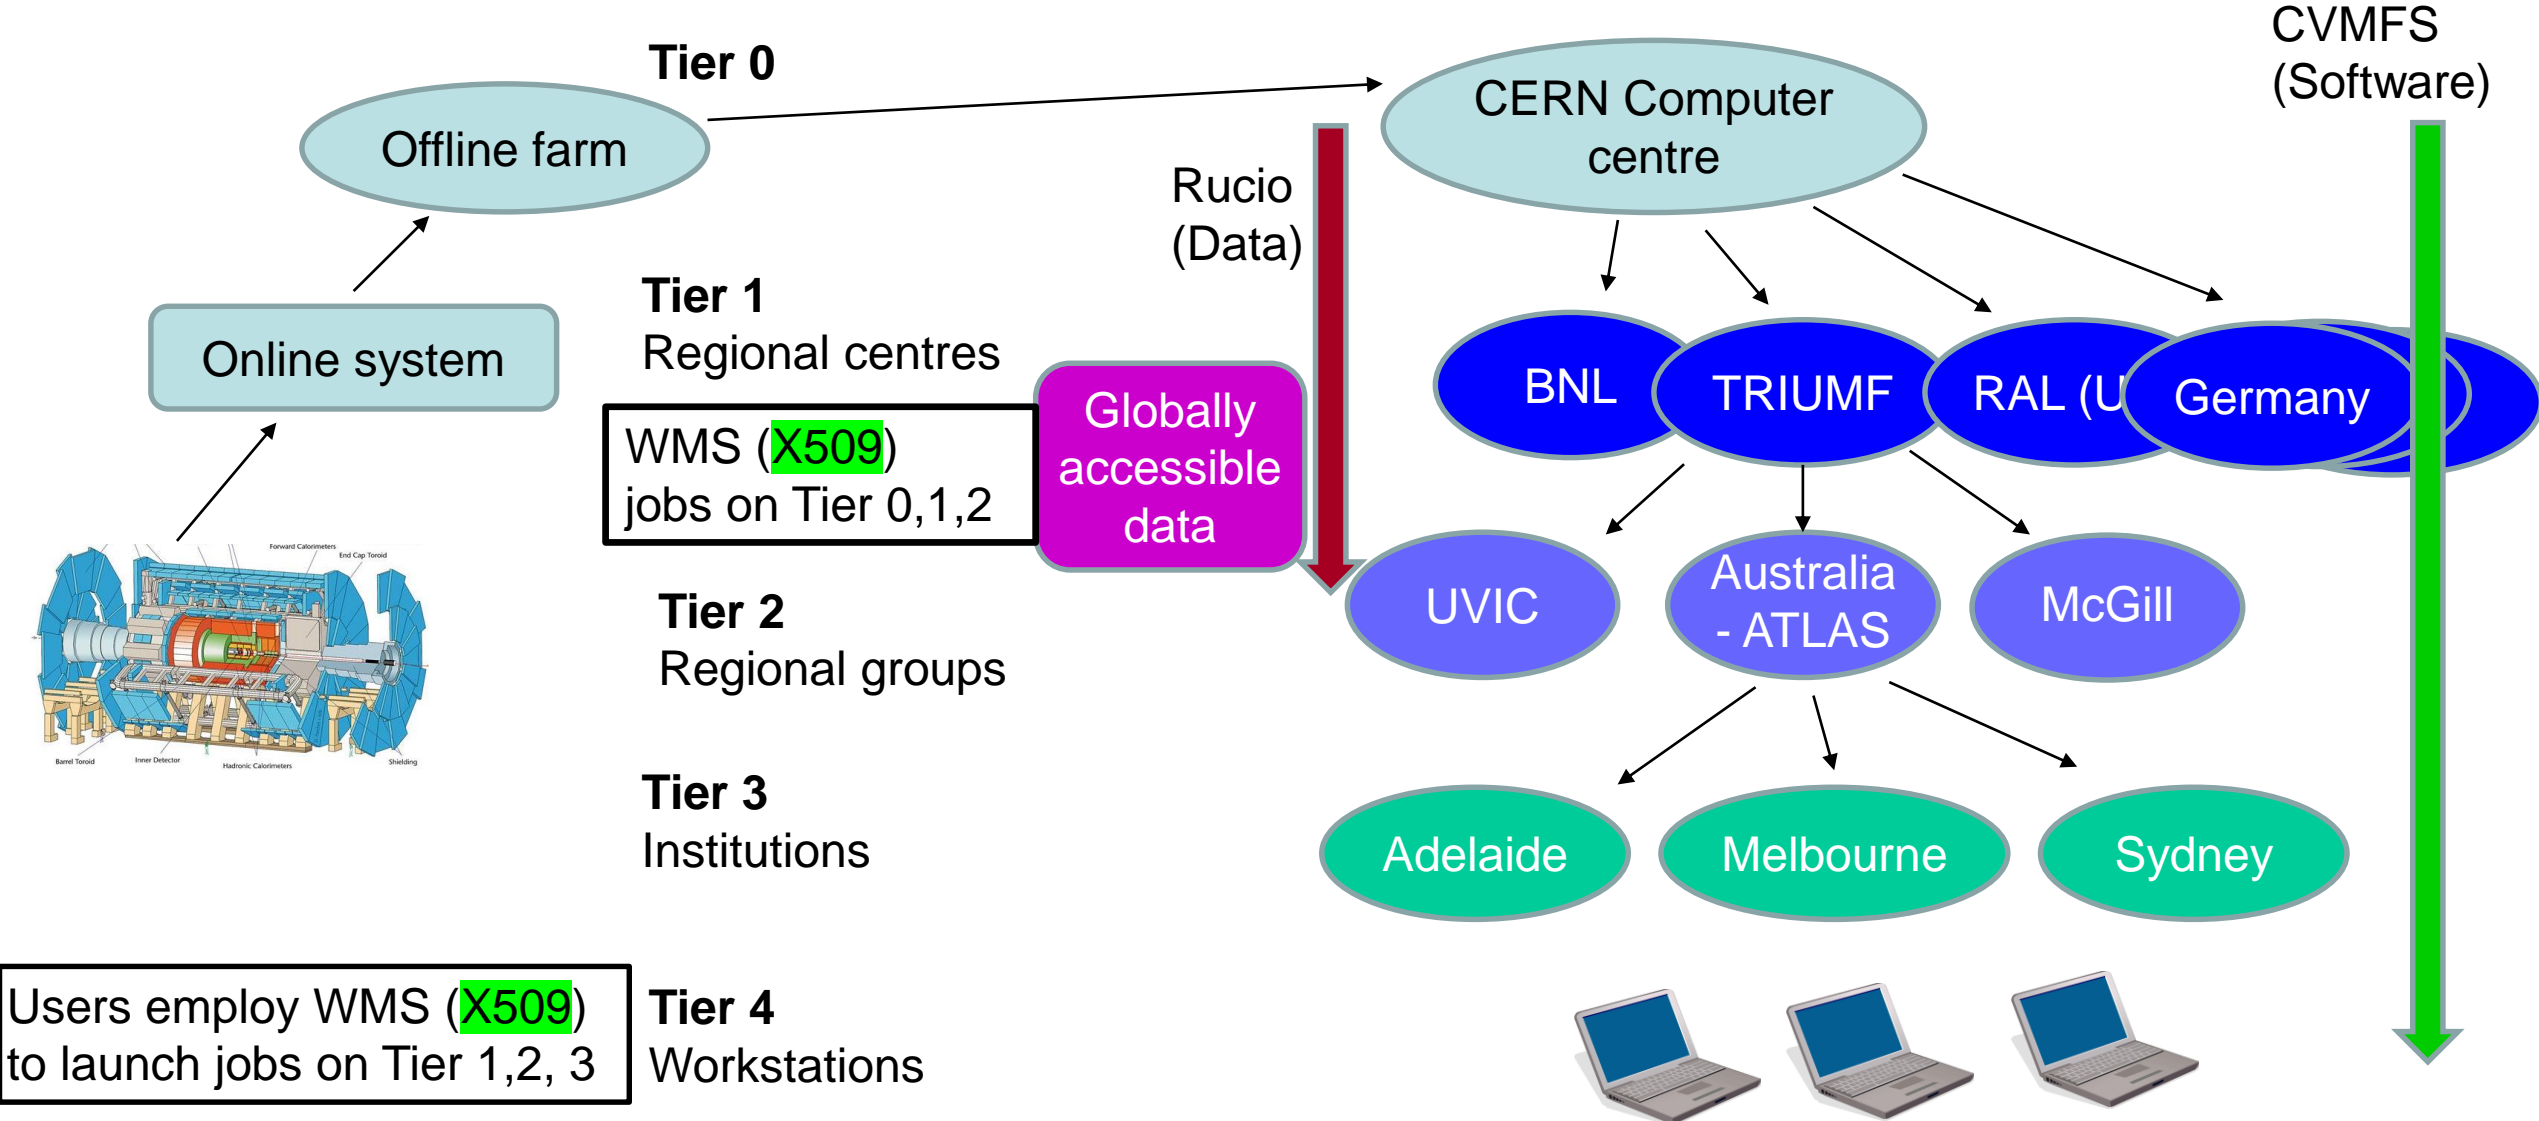 CVMFS
(Software)
Tier 0
CERN Computer
centre
Offline farm
Rucio
(Data)
Tier 1
Regional centres
Online system
BNL
TRIUMF
RAL (U
Germany
Globally
accessible
data
WMS (X509)
jobs on Tier 0,1,2
Forward Calorimeters
End Cap Toroid
Barrel Toroid
Inner Detector
Hadronic Calorimeters
Shielding
Tier 2
Regional groups
UVIC
Australia
- ATLAS
McGill
Tier 3
Institutions
Adelaide
Melbourne
Sydney
Users employ WMS (X509)
to launch jobs on Tier 1,2, 3
Tier 4
Workstations